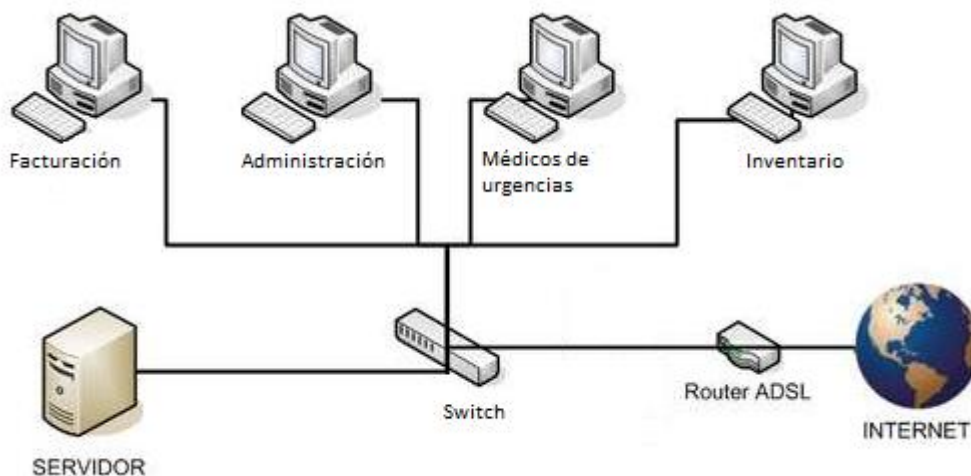 Facturación
Administración
Médicos de
urgencias
Inventario
Switch
Router ADSL
INTERNET
SERVIDOR